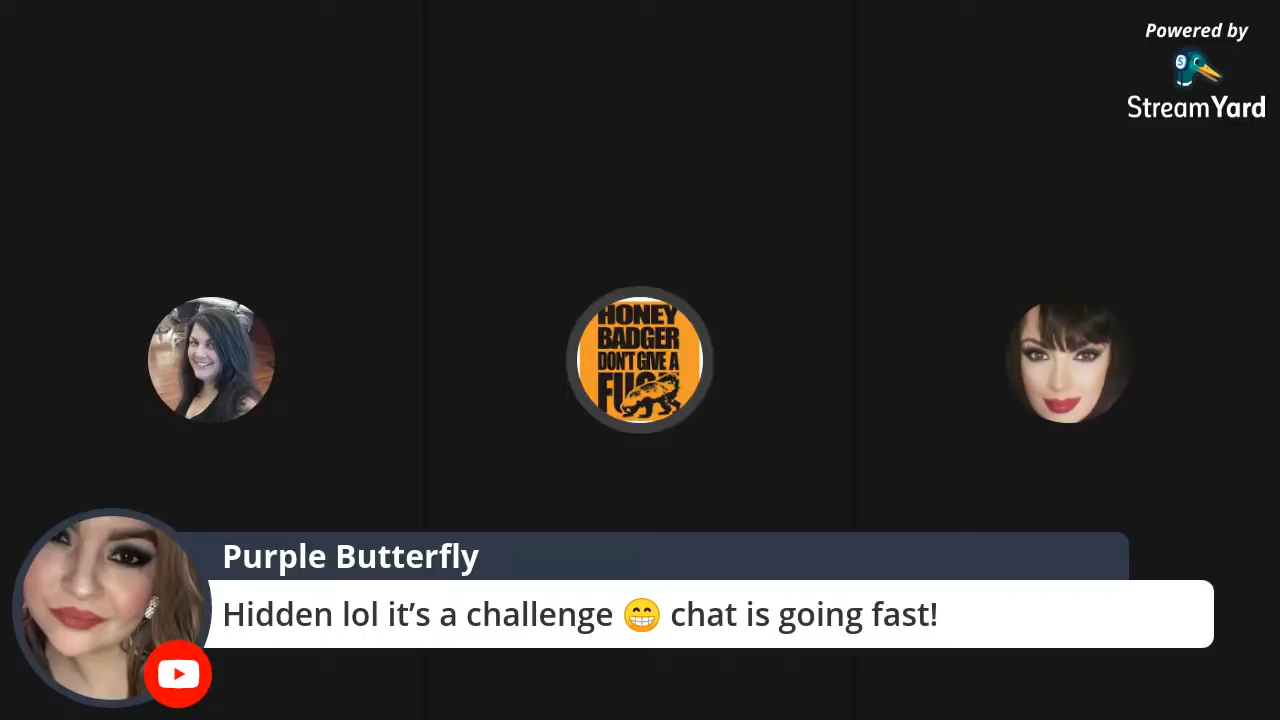 Powered by
StreamYard
HONEY
BADGER
DON'T GIVE A
Purple Butterfly
Hidden lol it’s a challenge 😁 chat is going fast!